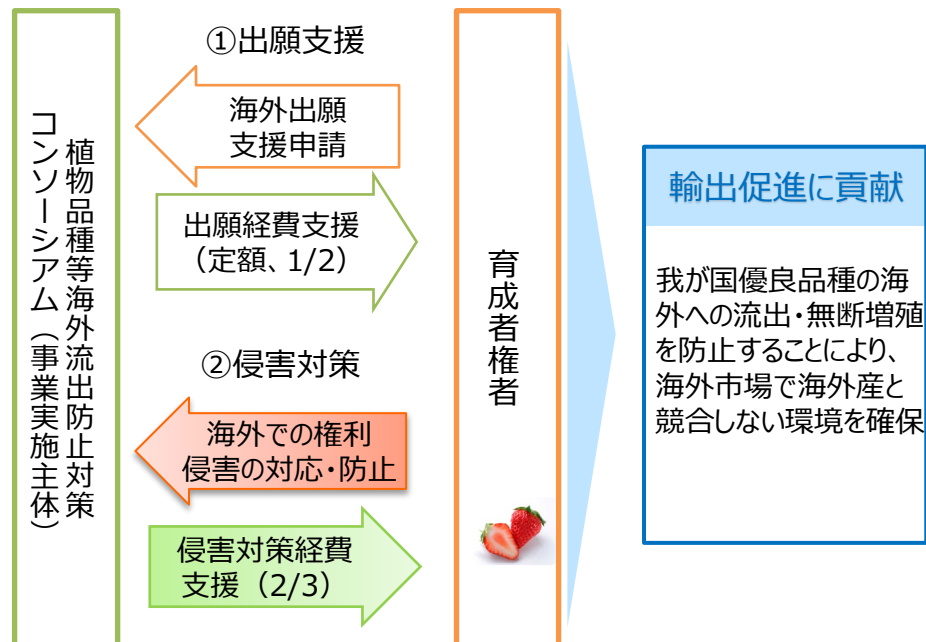 植物品種等海外流出防止対策
コンソーシアム（事業実施主体）
①出願支援
海外出願
支援申請
出願経費支援
（定額、1/2）
②侵害対策
海外での権利
侵害の対応・防止
侵害対策経費
支援（2/3）
育成者権者
輸出促進に貢献
我が国優良品種の海
外への流出・無断増殖
を防止することにより、
海外市場で海外産と
競合しない環境を確保